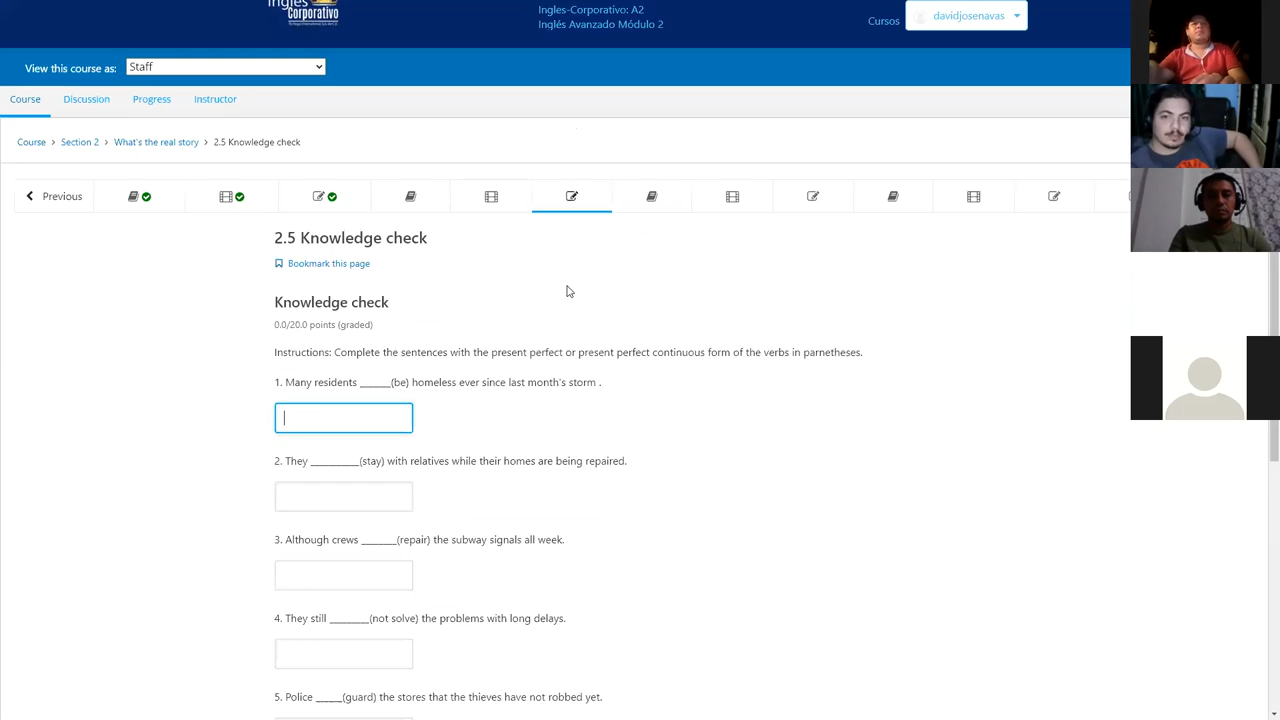 Inglés
Corporativo
Ingles-Corporativo: A2
Inglés Avanzado Módulo 2
Cursos
davidjosenavas
View this course as:
Staff
Course
Discussion
Progress
Instructor
Course > Section 2 > What's the real story > 2.5 Knowledge check
Previous
2.5 Knowledge check
Bookmark this page
Knowledge check
0.0/20.0 points (graded)
Instructions: Complete the sentences with the present perfect or present perfect continuous form of the verbs in parnetheses.
1. Many residents ______(be) homeless ever since last month's storm .
2. They __________(stay) with relatives while their homes are being repaired.
3. Although crews _______(repair) the subway signals all week.
4. They still ________(not solve) the problems with long delays.
5. Police ______(guard) the stores that the thieves have not robbed yet.